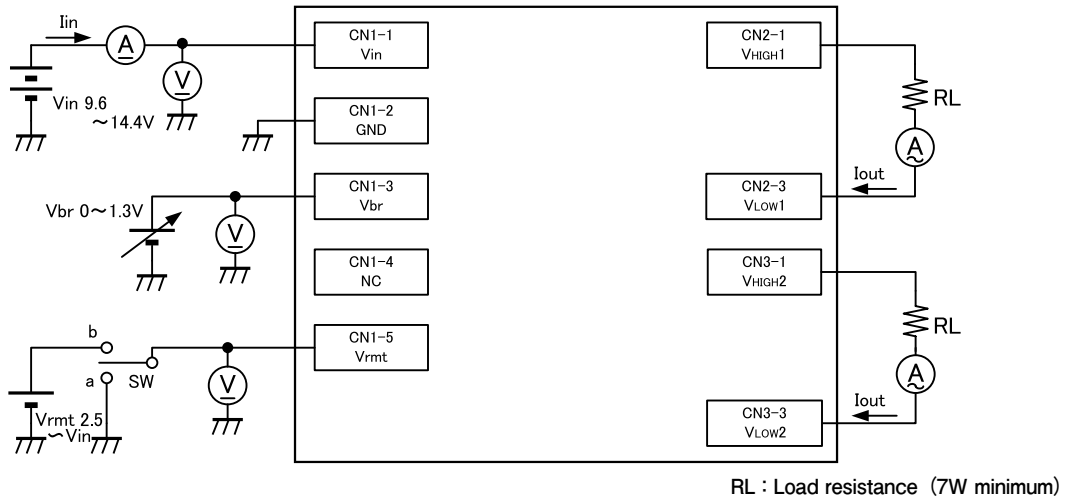 Iin
A
V
Vin 9.6
～14.4V
CN1-1
Vin
CN1-2
GND
Vbr 0～1.3V
V
CN1-3
Vbr
CN1-4
NC
b
a
SW
Vrmt 2.5
～Vin
V
CN1-5
Vrmt
CN2-1
VHIGH1
RL
A
Iout
CN2-3
VLOW1
CN3-1
VHIGH2
RL
A
Iout
CN3-3
VLOW2
RL : Load resistance (7W minimum)